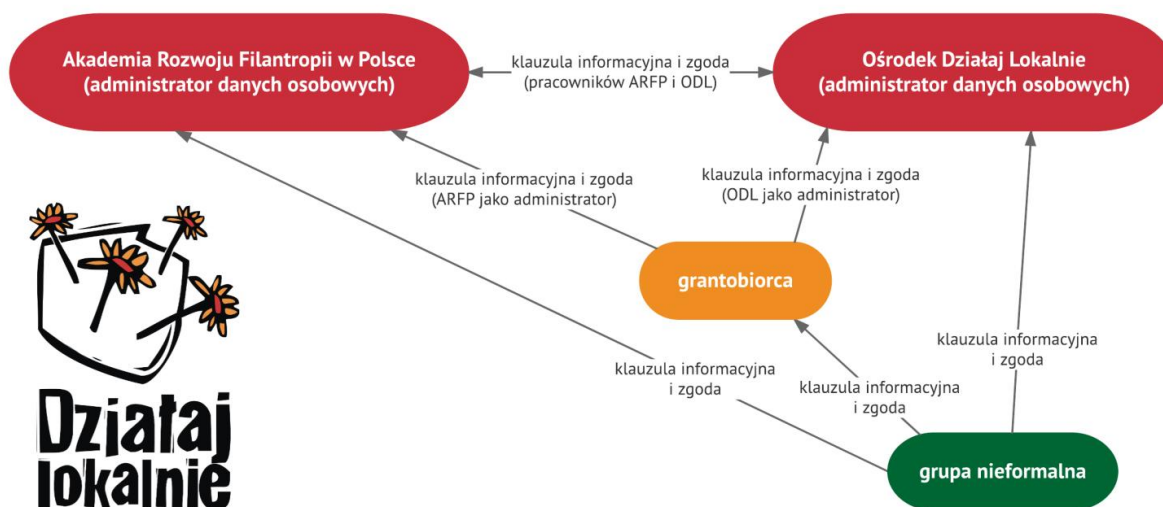 Akademia Rozwoju Filantropii w Polsce
(administrator danych osobowych)
klauzula informacyjna i zgoda
(pracowników ARFP i ODL)
Ośrodek Działaj Lokalnie
(administrator danych osobowych)
klauzula informacyjna i zgoda
(ARFP jako administrator)
klauzula informacyjna i zgoda
(ODL jako administrator)
grantobiorca
klauzula informacyjna
i zgoda
klauzula informacyjna
i zgoda
klauzula informacyjna
i zgoda
grupa nieformalna
Działaj
lokalnie